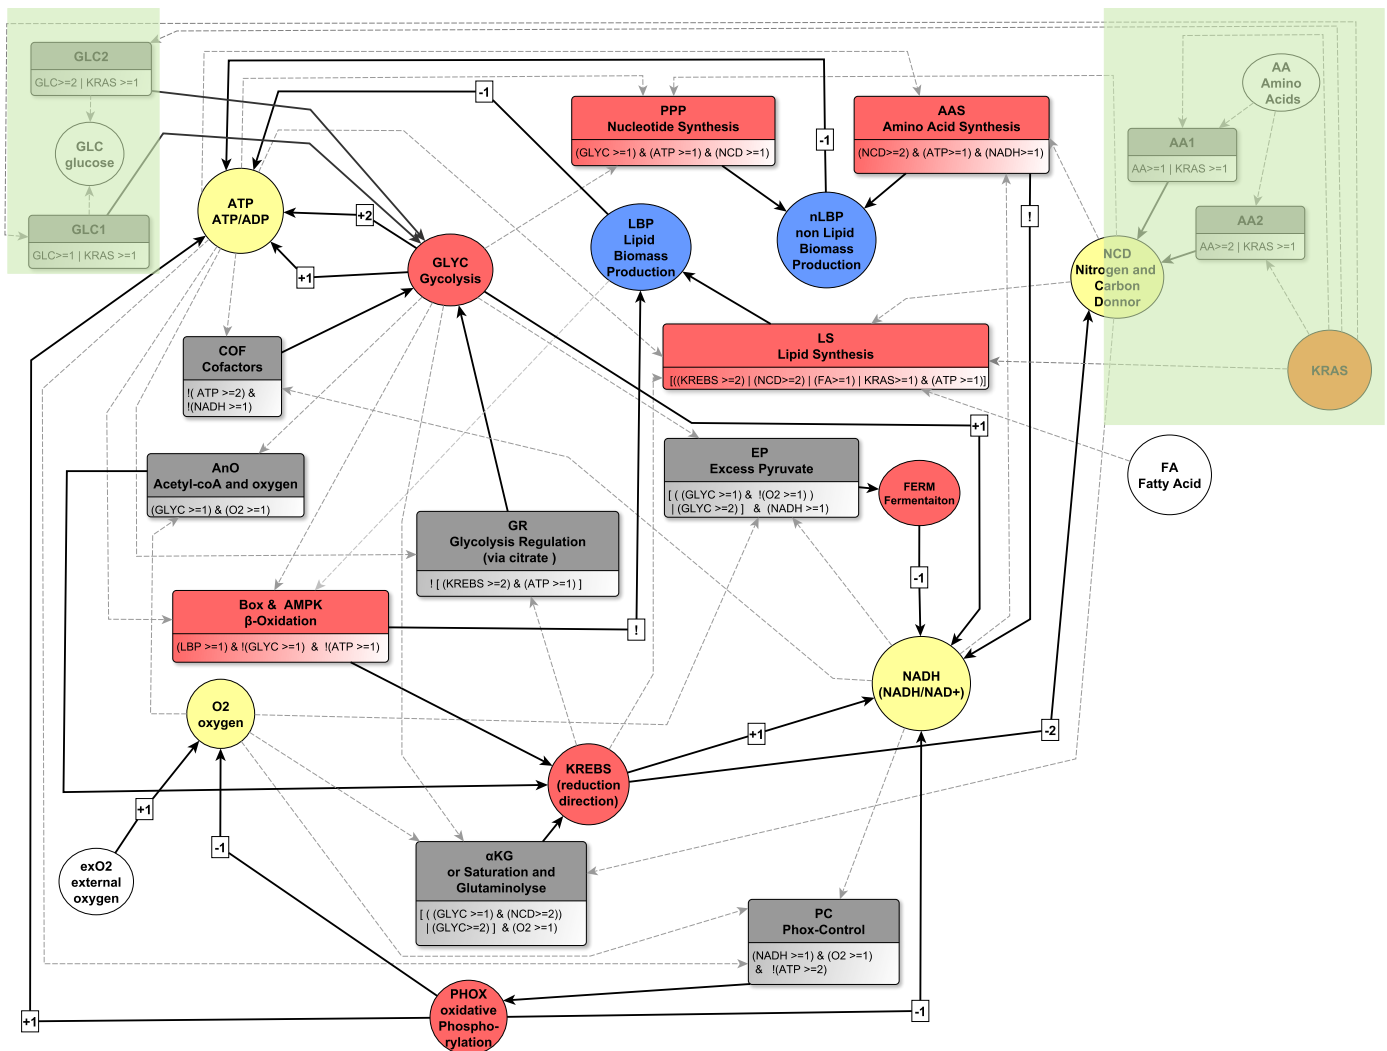 GLC2
GLC>=2 | KRAS >=1
GLC
glucose
GLC1
GLC>=1 | KRAS >=1
ATP
ATP/ADP
-1
+2
+1
GLYC
Gycolysis
PPP
Nucleotide Synthesis
(GLYC >=1) & (ATP >=1) & (NCD >=1)
AAS
Amino Acid Synthesis
(NCD>=2) & (ATP>=1) & (NADH>=1)
-1
!
LBP
Lipid
Biomass
Production
nLBP
non Lipid
Biomass
Production
AA
Amino
Acids
AA1
AA>=1 | KRAS >=1
AA2
AA>=2 | KRAS >=1
NCD
Nitrogen and
Carbon
Donnor
KRAS
LS
Lipid Synthesis
[((KREBS >=2) | (NCD>=2) | (FA>=1) | KRAS>=1) & (ATP >=1)]
COF
Cofactors
!( ATP >=2) &
!(NADH >=1)
+1
FA
Fatty Acid
AnO
Acetyl-coA and oxygen
(GLYC >=1) & (O2 >=1)
EP
Excess Pyruvate
[ ( (GLYC >=1) & !(O2 >=1) )
| (GLYC >=2) ] & (NADH >=1)
FERM
Fermentaiton
-1
GR
Glycolysis Regulation
(via citrate )
! [ (KREBS >=2) & (ATP >=1) ]
Box & AMPK
β-Oxidation
(LBP >=1) & !(GLYC >=1) & !(ATP >=1)
!
NADH
(NADH/NAD+)
O2
oxygen
+1
-2
KREBS
(reduction
direction)
+1
-1
exO2
external
oxygen
αKG
or Saturation and
Glutaminolyse
[ ( (GLYC >=1) & (NCD>=2))
| (GLYC>=2) ] & (O2 >=1)
PC
Phox-Control
(NADH >=1) & (O2 >=1)
& !(ATP >=2)
PHOX
oxidative
Phospho-
rylation
+1
-1